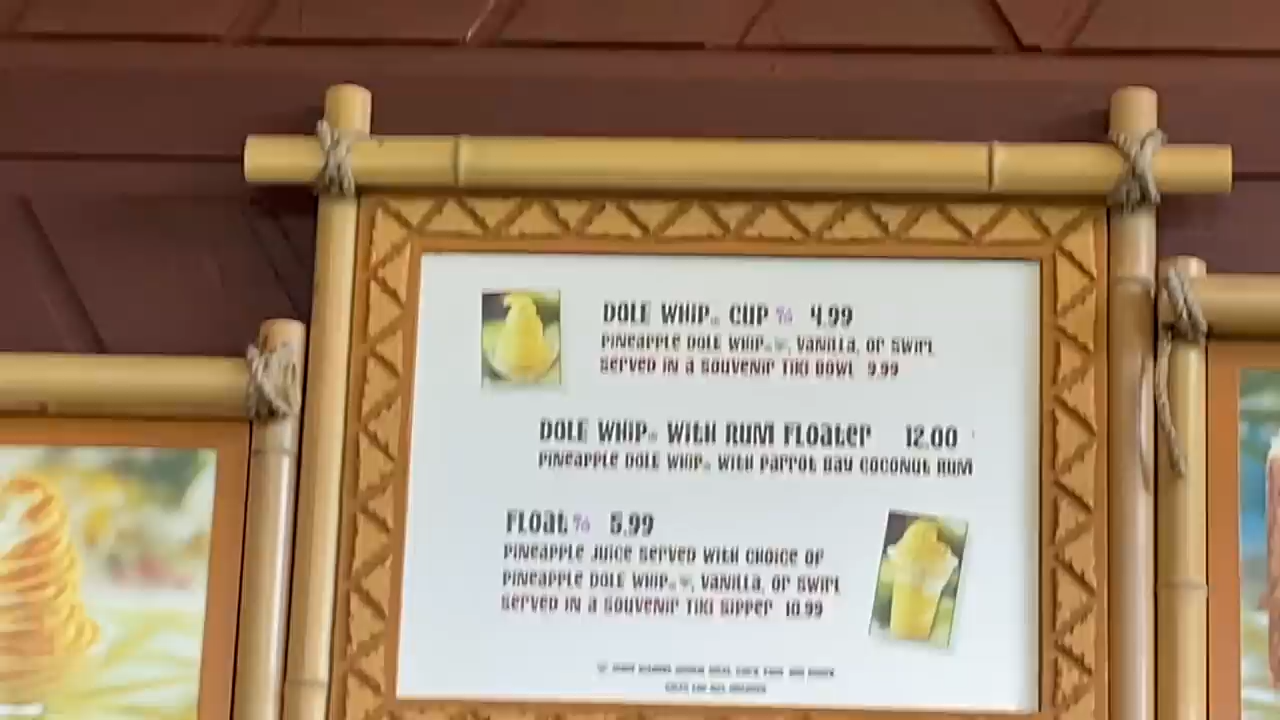 DOLE WHIP® CUP 4.99
PINEAPPLE DOLE WHIP®, VANILLA, OR SWIRL
SERVED IN A SOUVENIR TIKI BOWL 9.99
DOLE WHIP® WITH RUM FLOATER 12.00
PINEAPPLE DOLE WHIP® WITH PARROT BAY COCONUT RUM
FLOAT 5.99
PINEAPPLE JUICE SERVED WITH CHOICE OF
PINEAPPLE DOLE WHIP®, VANILLA, OR SWIRL
SERVED IN A SOUVENIR TIKI SIPPER 10.99